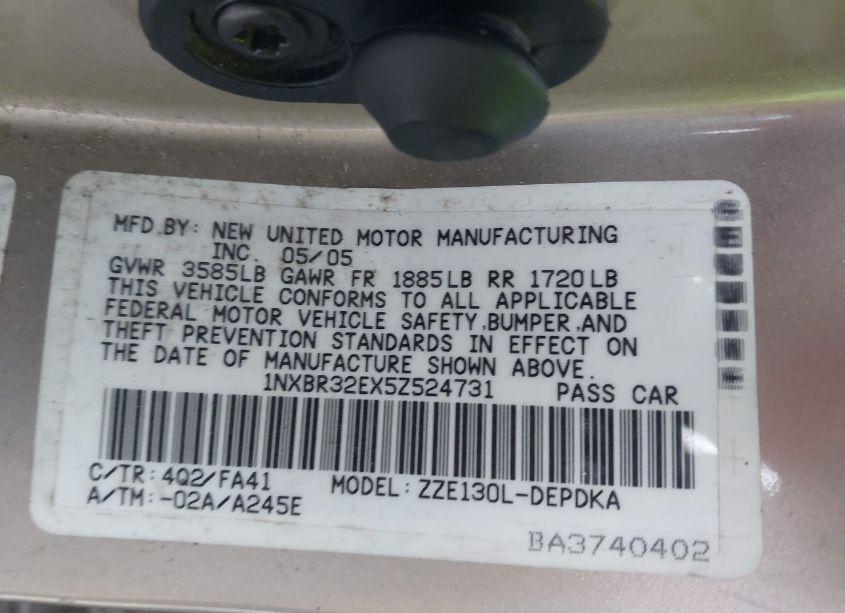 MFD.BY: NEW UNITED MOTOR MANUFACTURING
INC. 05/05
GVWR 3585LB GAWR FR 1885LB RR 1720LB
THIS VEHICLE CONFORMS TO ALL APPLICABLE
FEDERAL MOTOR VEHICLE SAFETY,BUMPER,AND
THEFT PREVENTION STANDARDS IN EFFECT ON
THE DATE OF MANUFACTURE SHOWN ABOVE.
1NXBR32EX5Z524731 PASS CAR
C/TR: 4Q2/FA41
A/TM:-02A/A245E
MODEL: ZZE130L-DEPDKA
BA3740402